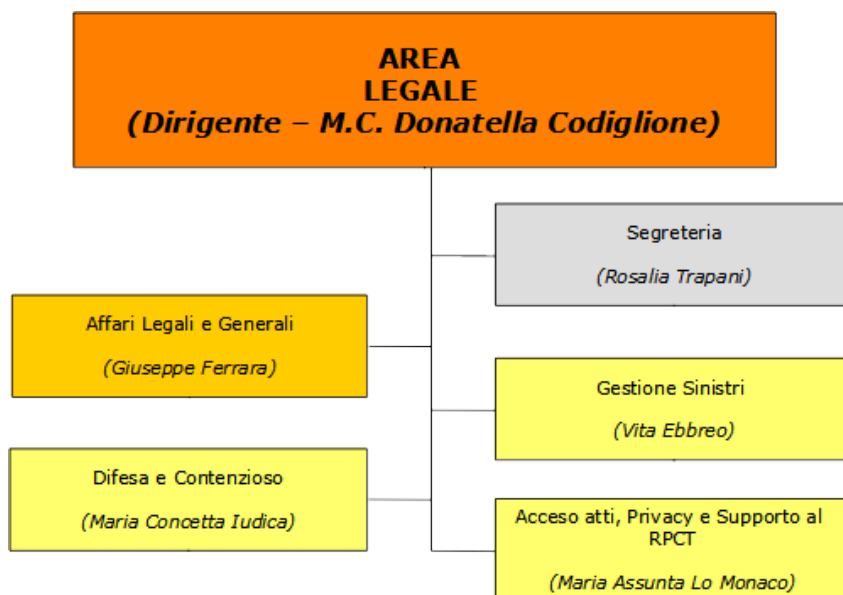 AREA
LEGALE
(Dirigente – M.C. Donatella Codiglione)
Segreteria
(Rosalia Trapani)
Affari Legali e Generali
(Giuseppe Ferrara)
Gestione Sinistri
(Vita Ebbreo)
Difesa e Contenzioso
(Maria Concetta Iudica)
Acceso atti, Privacy e Supporto al
RPCT
(Maria Assunta Lo Monaco)